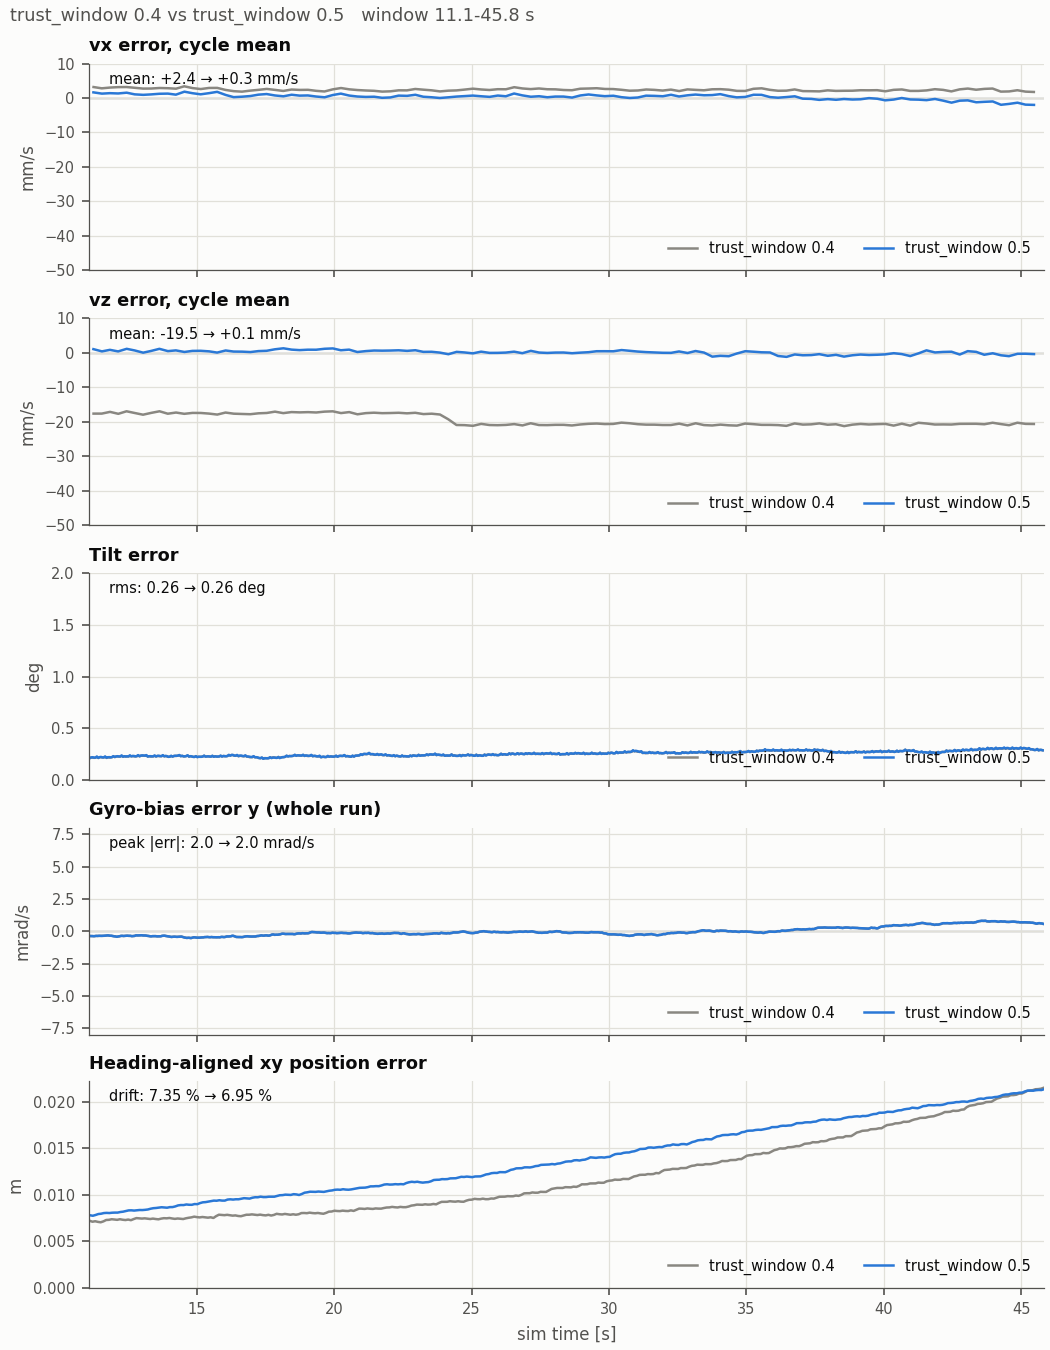 trust_window 0.4 vs trust_window 0.5   window 11.1-45.8 s
vx error, cycle mean
mean: +2.4 → +0.3 mm/s
10
0
−10
−20
−30
−40
−50
mm/s
trust_window 0.4
trust_window 0.5
vz error, cycle mean
mean: -19.5 → +0.1 mm/s
10
0
−10
−20
−30
−40
−50
mm/s
trust_window 0.4
trust_window 0.5
Tilt error
rms: 0.26 → 0.26 deg
2.0
1.5
1.0
0.5
0.0
deg
trust_window 0.4
trust_window 0.5
Gyro-bias error y (whole run)
peak |err|: 2.0 → 2.0 mrad/s
7.5
5.0
2.5
0.0
−2.5
−5.0
−7.5
mrad/s
trust_window 0.4
trust_window 0.5
Heading-aligned xy position error
drift: 7.35 % → 6.95 %
0.020
0.015
0.010
0.005
0.000
m
trust_window 0.4
trust_window 0.5
15
20
25
30
35
40
45
sim time [s]